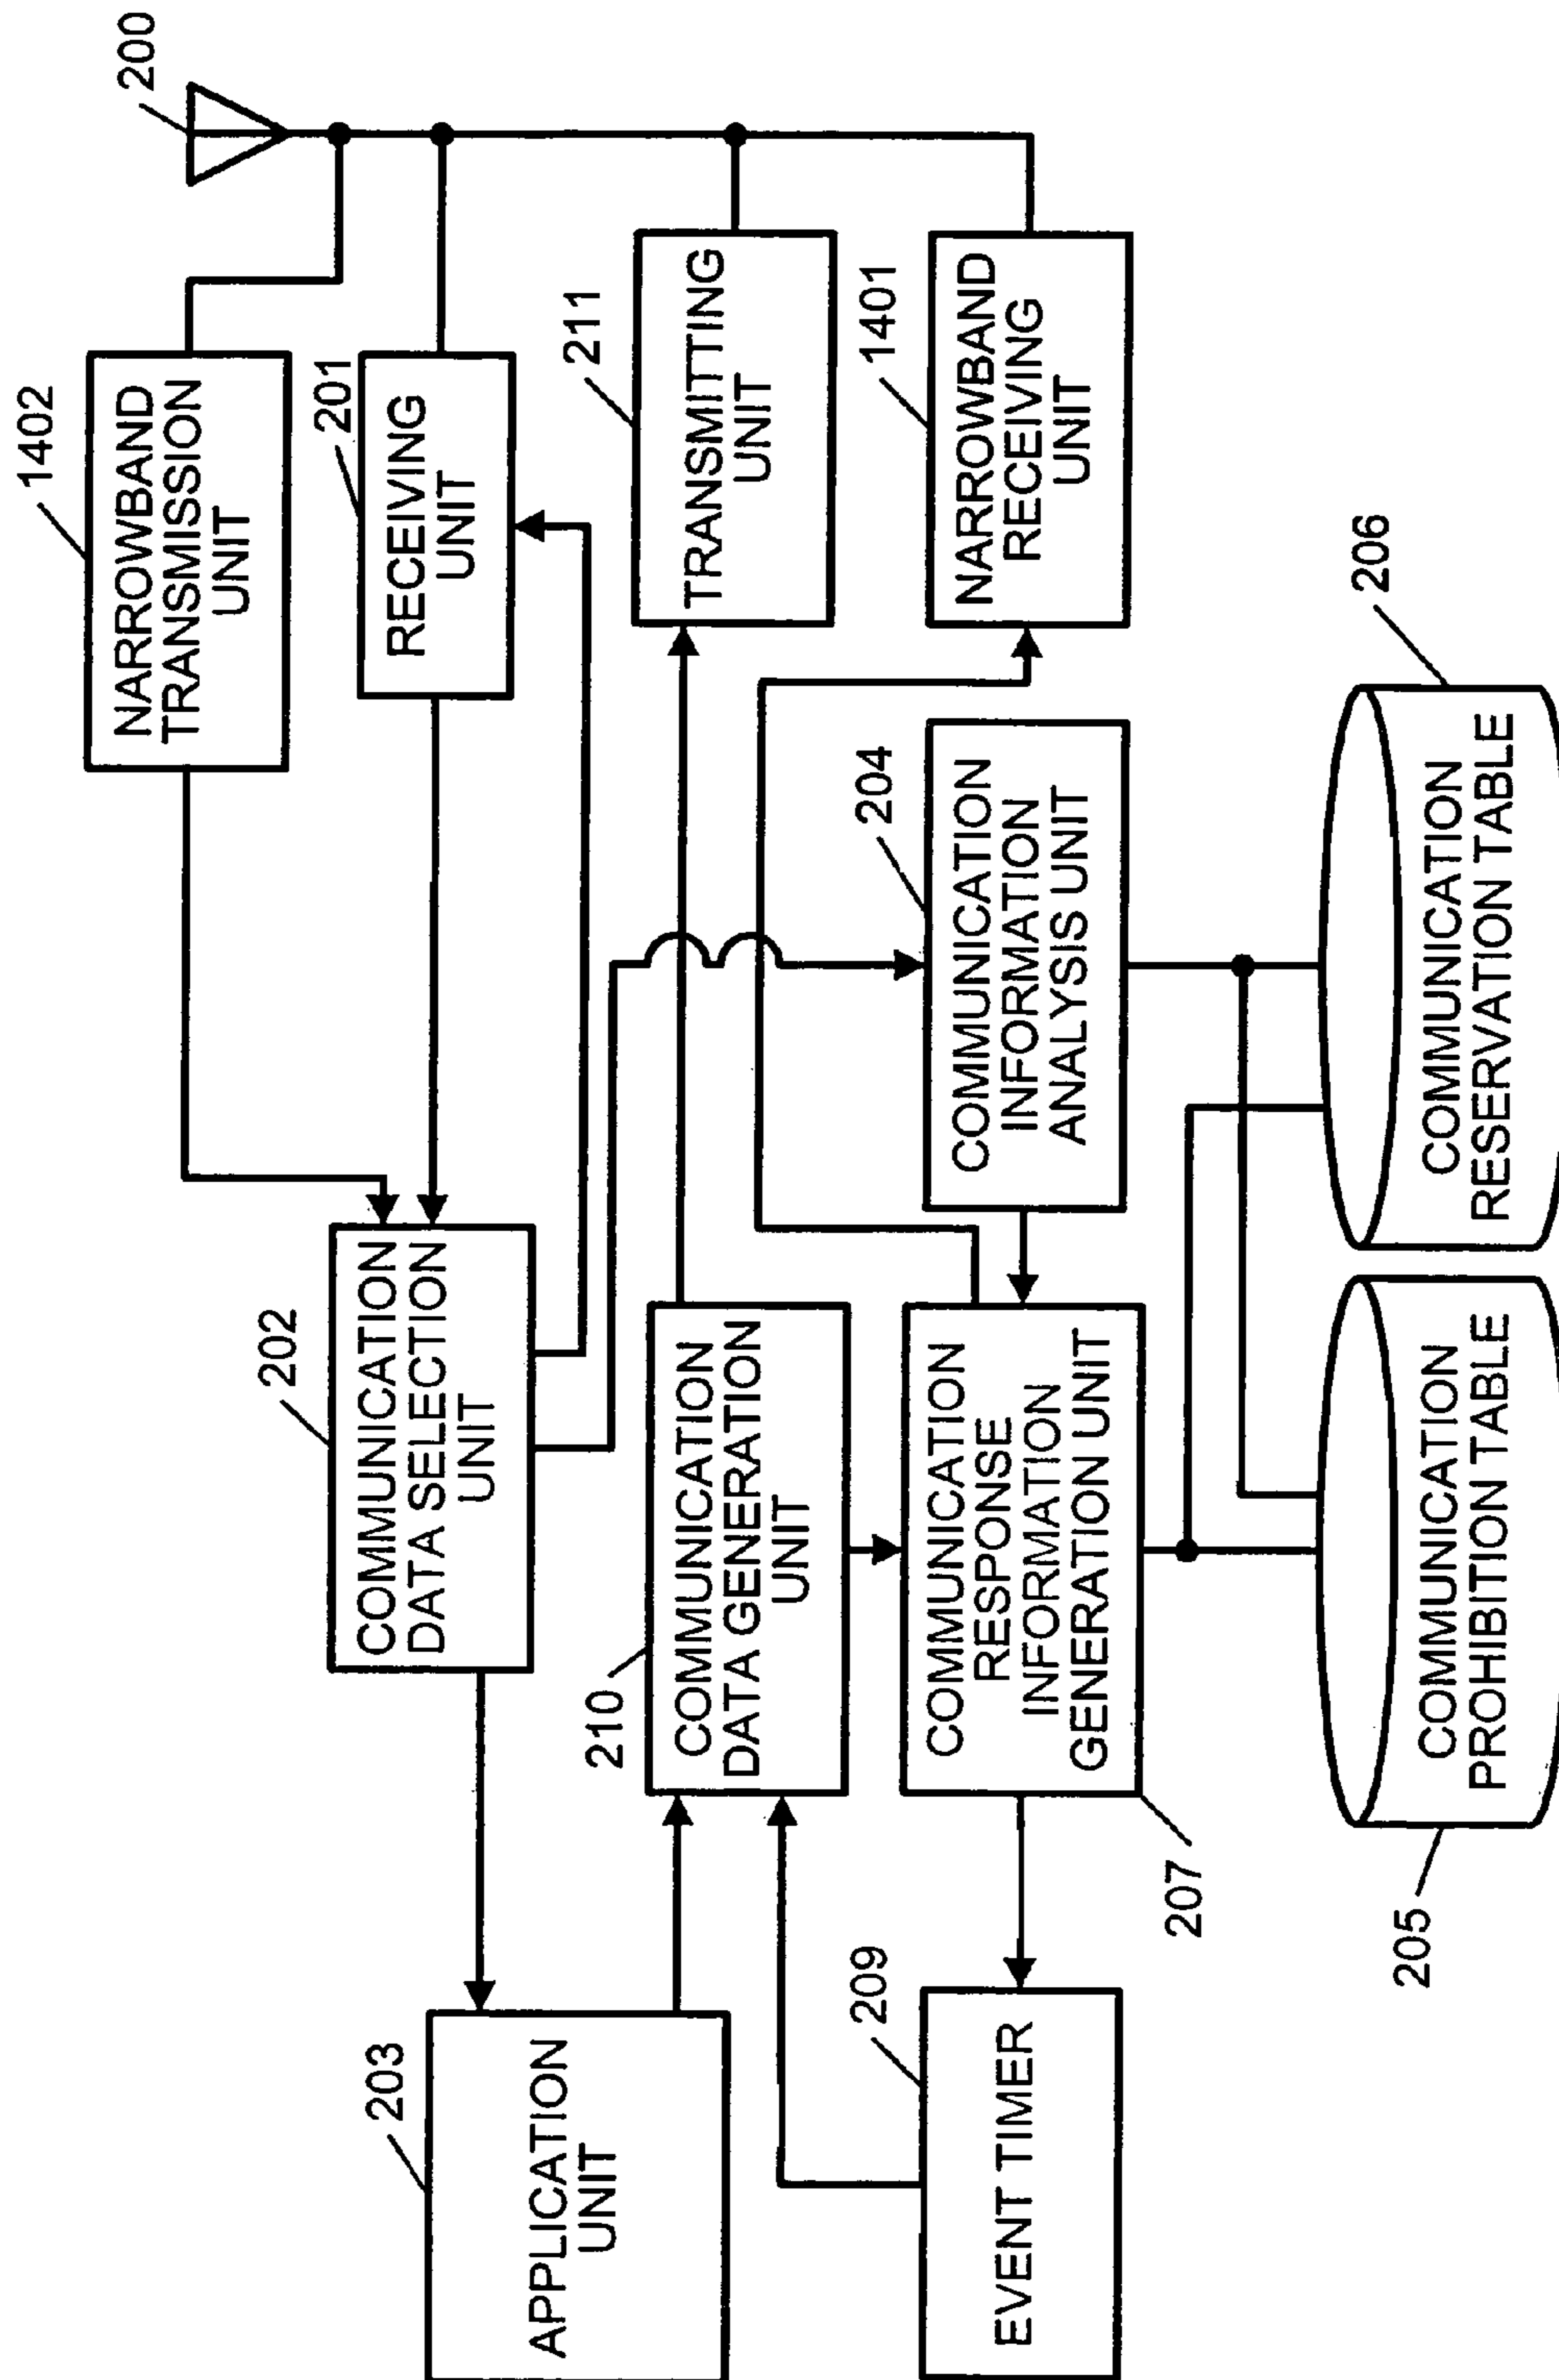 200
1402
NARROWBAND
TRANSMISSION
UNIT
201
RECEIVING
UNIT
202
COMMUNICATION
DATA SELECTION
UNIT
203
APPLICATION
UNIT
211
TRANSMITTING
UNIT
210
COMMUNICATION
DATA GENERATION
UNIT
1401
NARROWBAND
RECEIVING
UNIT
204
COMMUNICATION
INFORMATION
ANALYSIS UNIT
COMMUNICATION
RESPONSE
INFORMATION
GENERATION UNIT
207
209
EVENT TIMER
205
COMMUNICATION
PROHIBITION TABLE
206
COMMUNICATION
RESERVATION TABLE